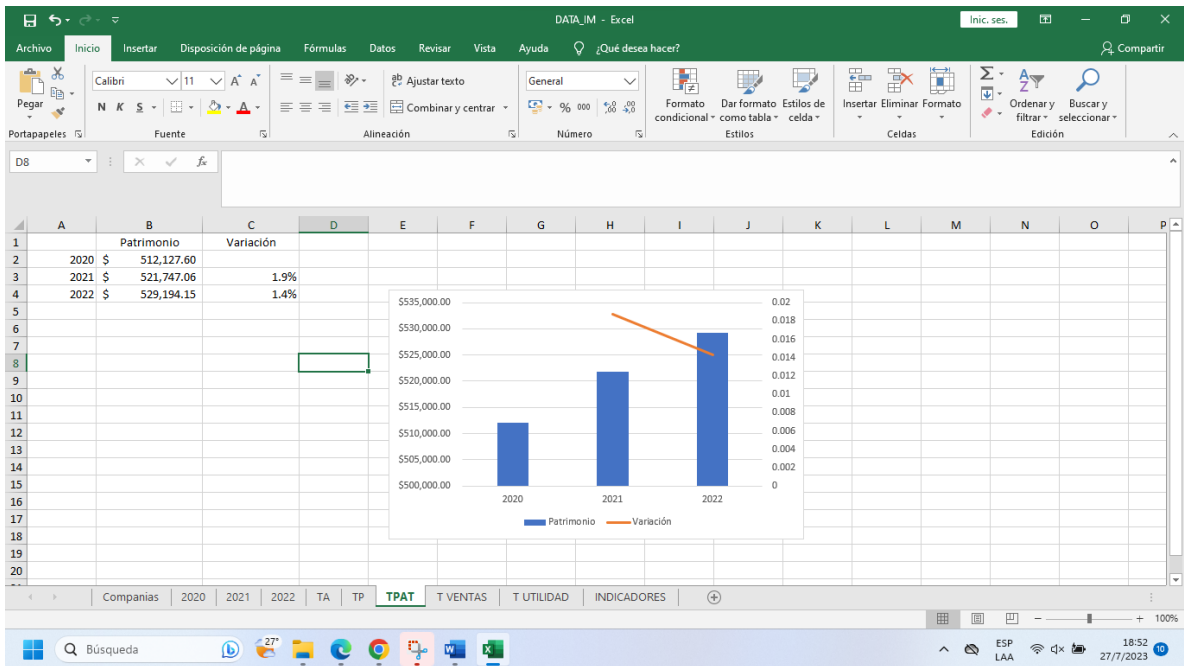 DATA_IM - Excel
Inic. ses.
Archivo Inicio Insertar Disposición de página Fórmulas Datos Revisar Vista Ayuda ¿Qué desea hacer? Compartir
Pegar
Calibri 11 A A
N K S A
Ajustar texto
Combinar y centrar
General
$ % 000
Formato condicional
Dar formato como tabla
Estilos de celda
Insertar Eliminar Formato
Ordenar y filtrar
Buscar y seleccionar
Portapapeles Fuente Alineación Número Estilos Celdas Edición
D8 fx
A B C D E F G H I J K L M N O P
1 Patrimonio Variación
2 2020 $ 512,127.60
3 2021 $ 521,747.06 1.9%
4 2022 $ 529,194.15 1.4%
5
6
7
8
9
10
11
12
13
14
15
16
17
18
19
20
$535,000.00 0.02
0.018
$530,000.00
0.016
$525,000.00
0.014
$520,000.00
0.012
0.01
$515,000.00
0.008
$510,000.00
0.006
$505,000.00
0.004
0.002
$500,000.00 0
2020 2021 2022
Patrimonio Variación
Companias 2020 2021 2022 TA TP TPAT T VENTAS T UTILIDAD INDICADORES
100%
Búsqueda
27°
ESP
LAA
18:52
27/7/2023
10